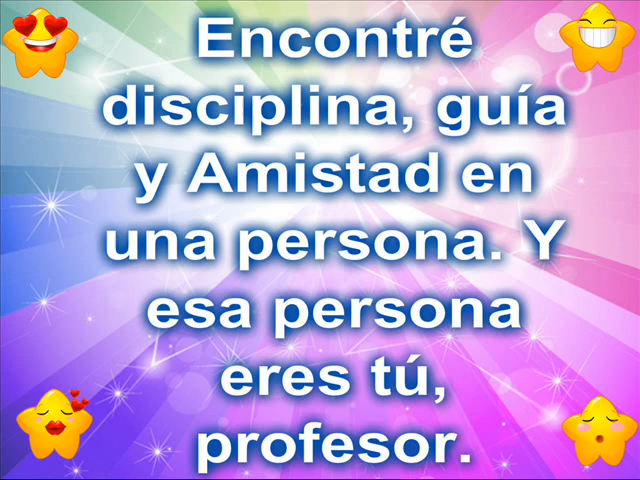 Encontré
disciplina, guía
y Amistad en
una persona. Y
esa persona
eres tú,
profesor.